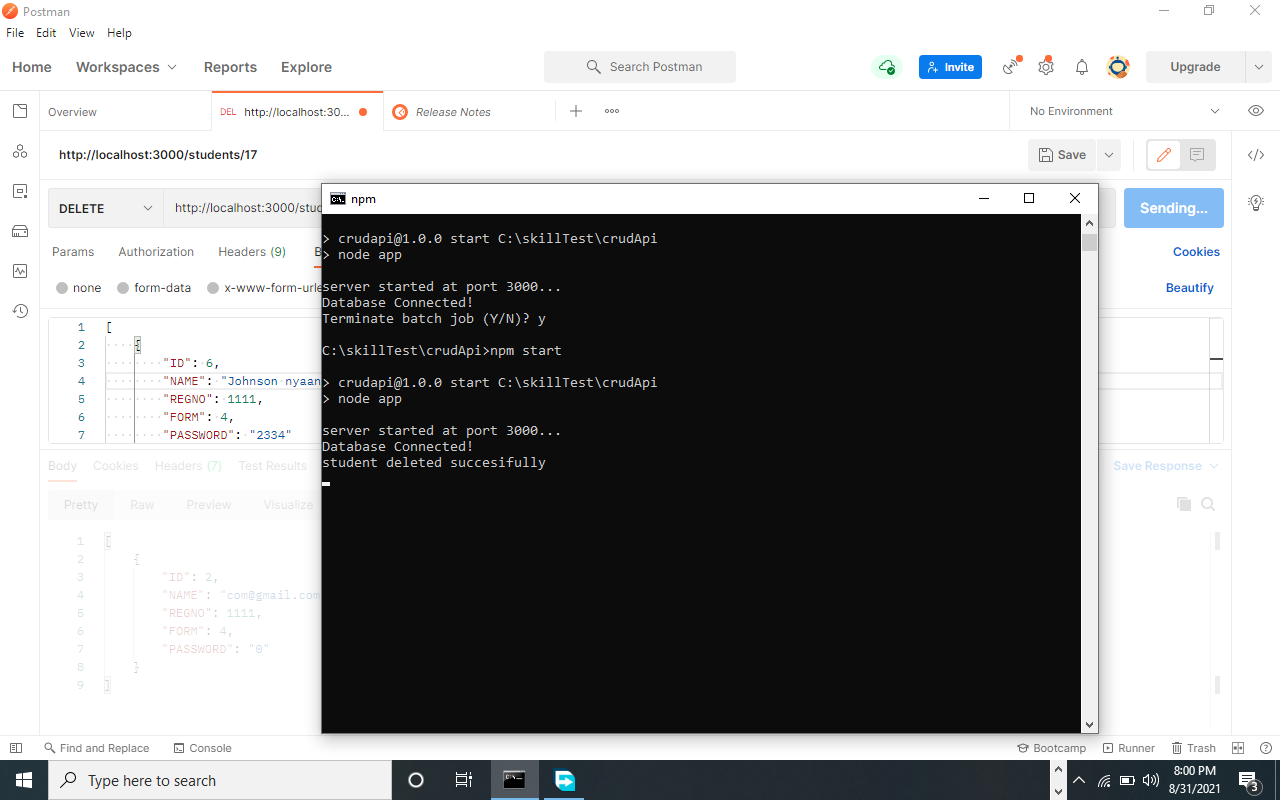 Postman
File Edit View Help
Home Workspaces Reports Explore Search Postman Invite Upgrade
Overview DEL http://localhost:30... Release Notes No Environment
http://localhost:3000/students/17 Save
DELETE http://localhost:3000/stud Sending...
Params Authorization Headers (9) B Cookies
none form-data x-www-form-urle Beautify
1 [
2 {
3 "ID": 6,
4 "NAME": "Johnson nyaan
5 "REGNO": 1111,
6 "FORM": 4,
7 "PASSWORD": "2334"
Body Cookies Headers (7) Test Results Save Response
Pretty Raw Preview Visualize
1 [
2 {
3 "ID": 2,
4 "NAME": "com@gmail.com
5 "REGNO": 1111,
6 "FORM": 4,
7 "PASSWORD": "0"
8 }
9 ]
npm
> crudapi@1.0.0 start C:\skillTest\crudApi
> node app
server started at port 3000...
Database Connected!
Terminate batch job (Y/N)? y
C:\skillTest\crudApi>npm start
> crudapi@1.0.0 start C:\skillTest\crudApi
> node app
server started at port 3000...
Database Connected!
student deleted succesifully
Find and Replace Console Bootcamp Runner Trash
Type here to search
8:00 PM
8/31/2021
3